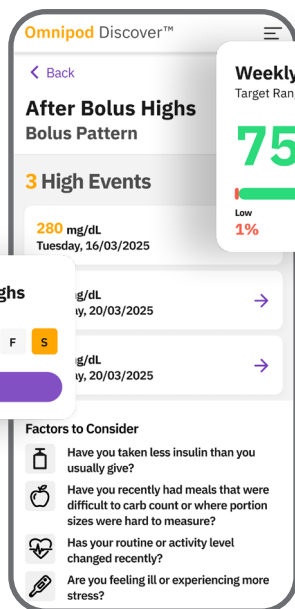 Omnipod Discover™
Back
Weekly
Target Ran
After Bolus Highs
Bolus Pattern
75
3 High Events
Low
1%
280 mg/dL
Tuesday, 16/03/2025
ghs
F S
g/dL
y, 20/03/2025
g/dL
y, 20/03/2025
Factors to Consider
Have you taken less insulin than you
usually give?
Have you recently had meals that were
difficult to carb count or where portion
sizes were hard to measure?
Has your routine or activity level
changed recently?
Are you feeling ill or experiencing more
stress?